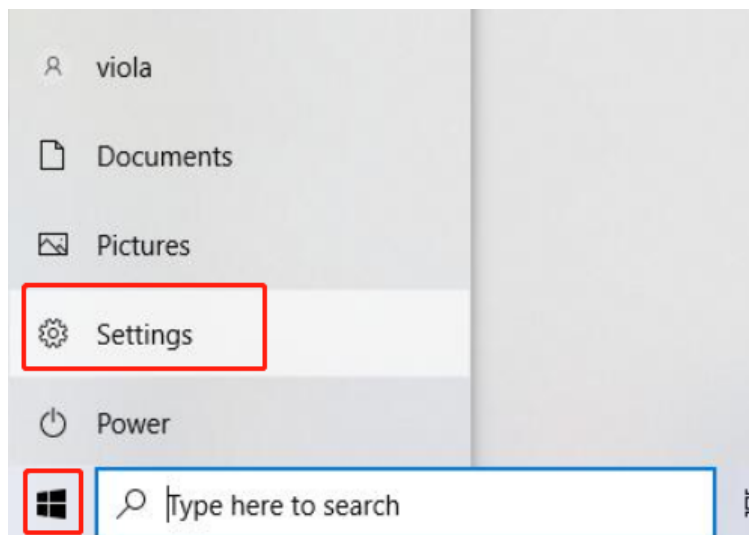 viola
Documents
Pictures
Settings
Power
Type here to search